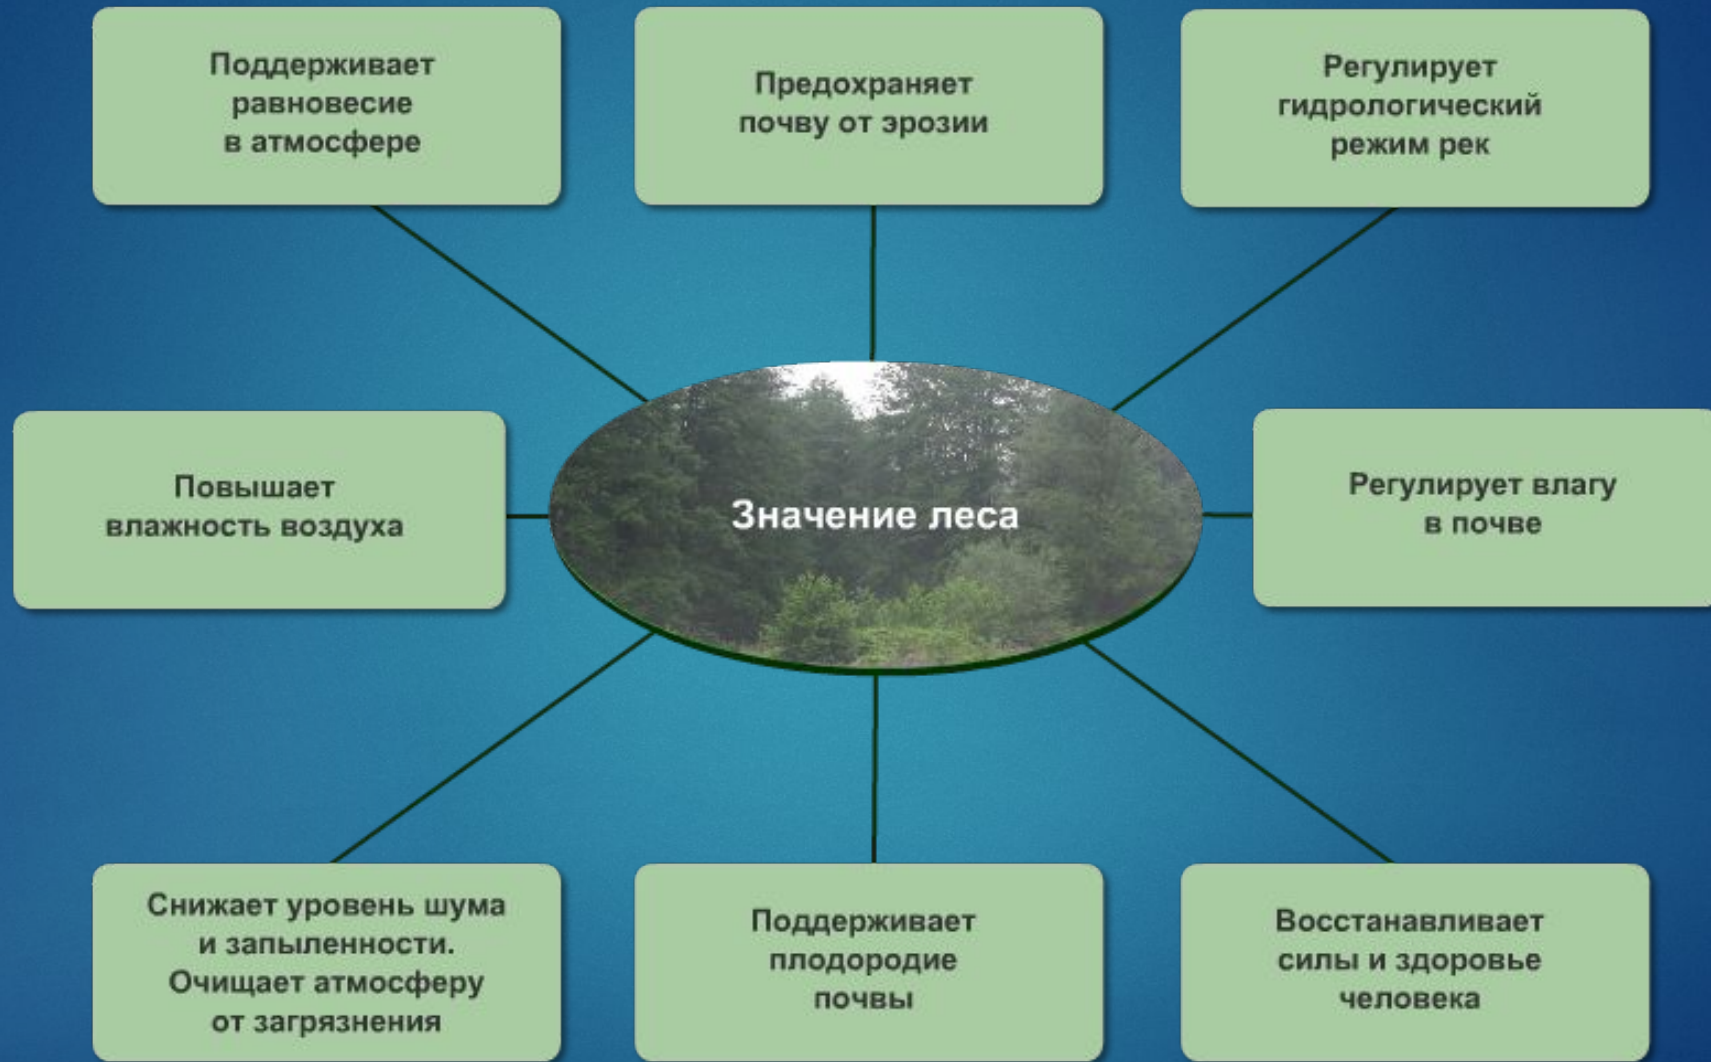 Поддерживает
равновесие
в атмосфере
Предохраняет
почву от эрозии
Регулирует
гидрологический
режим рек
Повышает
влажность воздуха
Значение леса
Регулирует влагу
в почве
Снижает уровень шума
и запыленности.
Очищает атмосферу
от загрязнения
Поддерживает
плодородие
почвы
Восстанавливает
силы и здоровье
человека